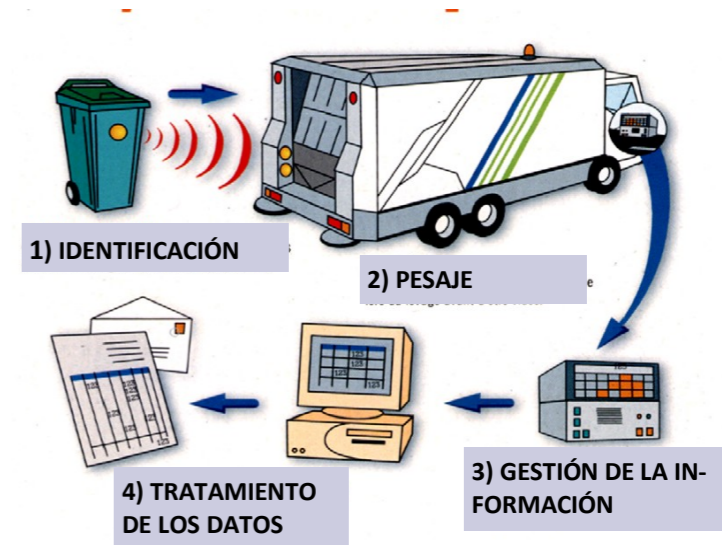 1) IDENTIFICACIÓN
2) PESAJE
3) GESTIÓN DE LA IN-
FORMACIÓN
4) TRATAMIENTO
DE LOS DATOS